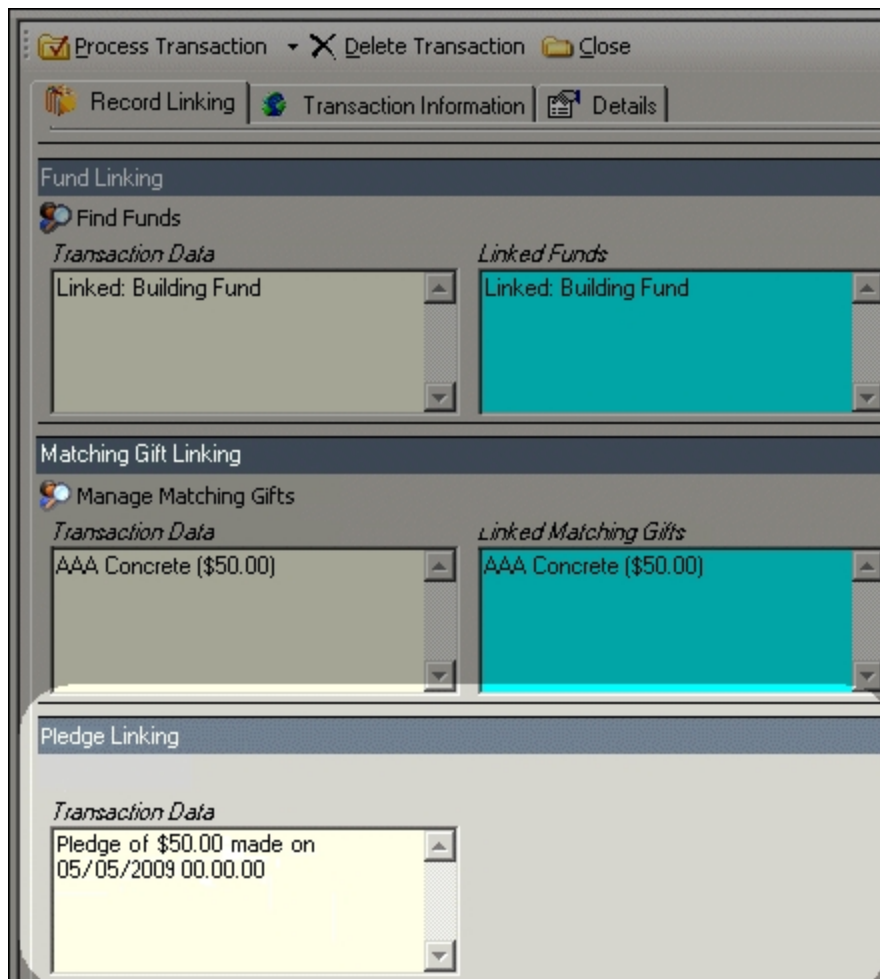 Process Transaction Delete Transaction Close
Record Linking Transaction Information Details
Fund Linking
Find Funds
Transaction Data Linked Funds
Linked: Building Fund Linked: Building Fund
Matching Gift Linking
Manage Matching Gifts
Transaction Data Linked Matching Gifts
AAA Concrete ($50.00) AAA Concrete ($50.00)
Pledge Linking
Transaction Data
Pledge of $50.00 made on
05/05/2009 00.00.00